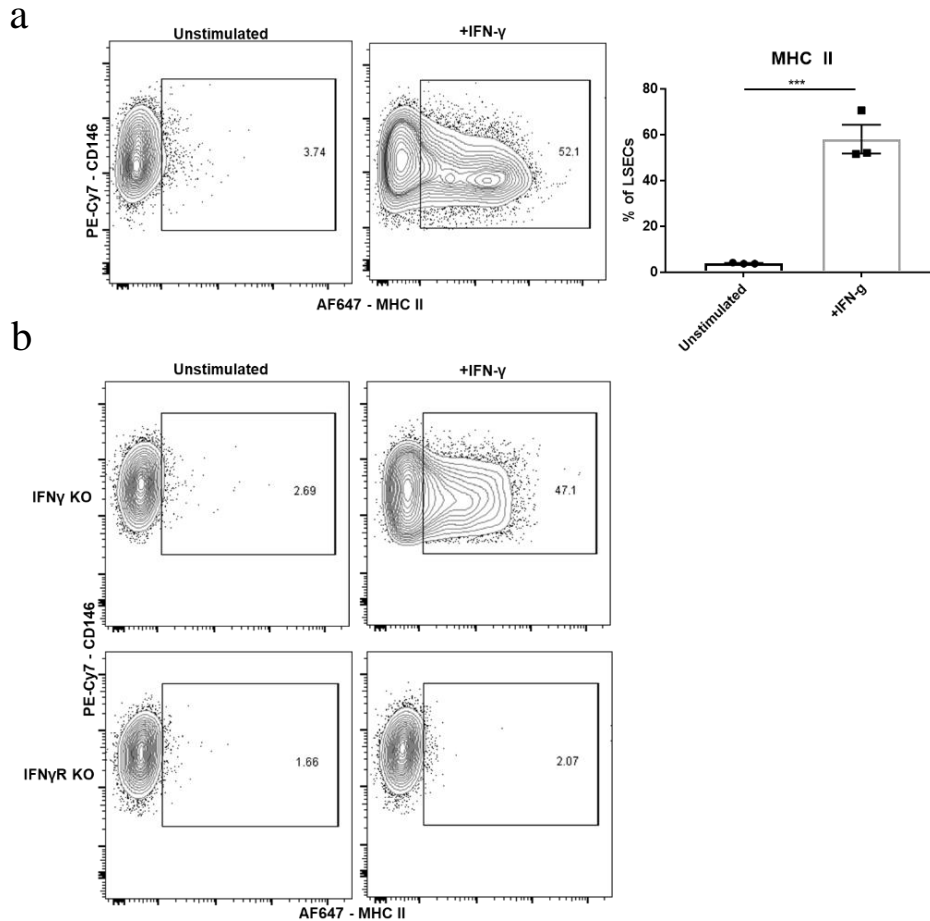 a
Unstimulated
+IFN-γ
PE-Cy7 - CD146
3.74
52.1
AF647 - MHC II
MHC II
***
% of LSECs
80
60
40
20
0
Unstimulated
+IFN-g
b
Unstimulated
+IFN-γ
IFNγ KO
2.69
47.1
PE-Cy7 - CD146
IFNγR KO
1.66
2.07
AF647 - MHC II